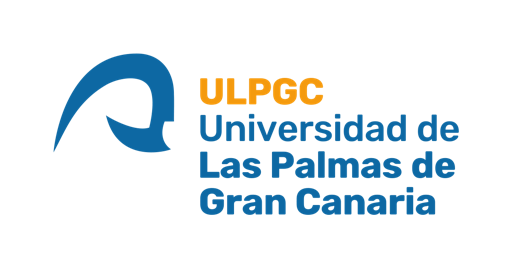 ULPGC
Universidad de
Las Palmas de
Gran Canaria